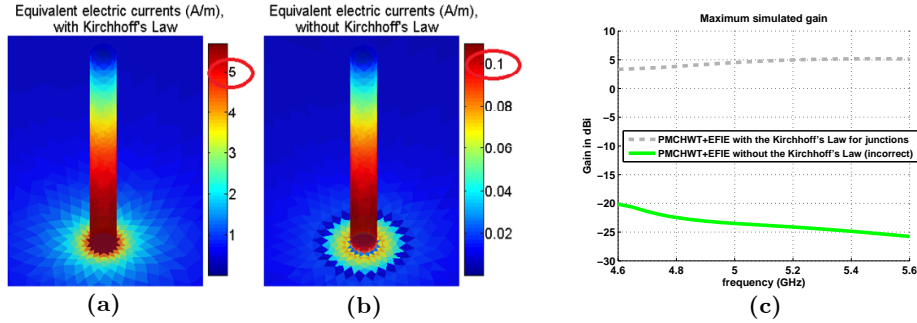 Equivalent electric currents (A/m),
with Kirchhoff's Law
5
4
3
2
1
(a)
Equivalent electric currents (A/m),
without Kirchhoff's Law
0.1
0.08
0.06
0.04
0.02
(b)
Maximum simulated gain
Gain in dBi
10
5
0
−5
−10
−15
−20
−25
−30
PMCHWT+EFIE with the Kirchhoff's Law for junctions
PMCHWT+EFIE without the Kirchhoff's Law (incorrect)
4.6 4.8 5 5.2 5.4 5.6
frequency (GHz)
(c)